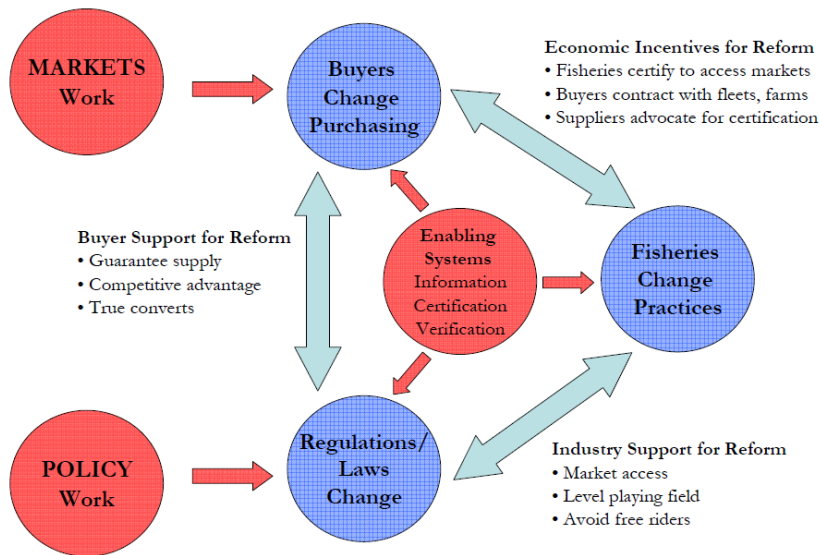 MARKETS
Work
Buyers
Change
Purchasing
Economic Incentives for Reform
• Fisheries certify to access markets
• Buyers contract with fleets, farms
• Suppliers advocate for certification
Buyer Support for Reform
• Guarantee supply
• Competitive advantage
• True converts
Enabling
Systems
Information
Certification
Verification
Fisheries
Change
Practices
POLICY
Work
Regulations/
Laws
Change
Industry Support for Reform
• Market access
• Level playing field
• Avoid free riders